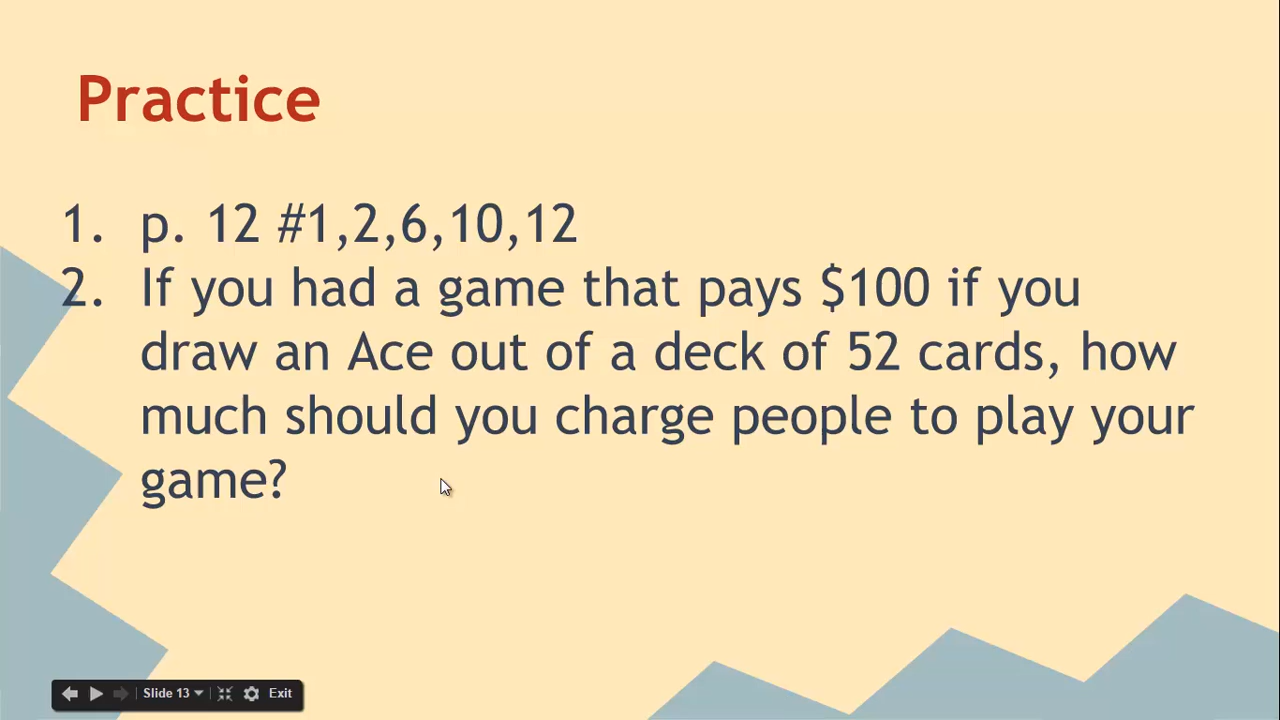 Practice
1. p. 12 #1,2,6,10,12
2. If you had a game that pays $100 if you
draw an Ace out of a deck of 52 cards, how
much should you charge people to play your
game?
Slide 13
Exit